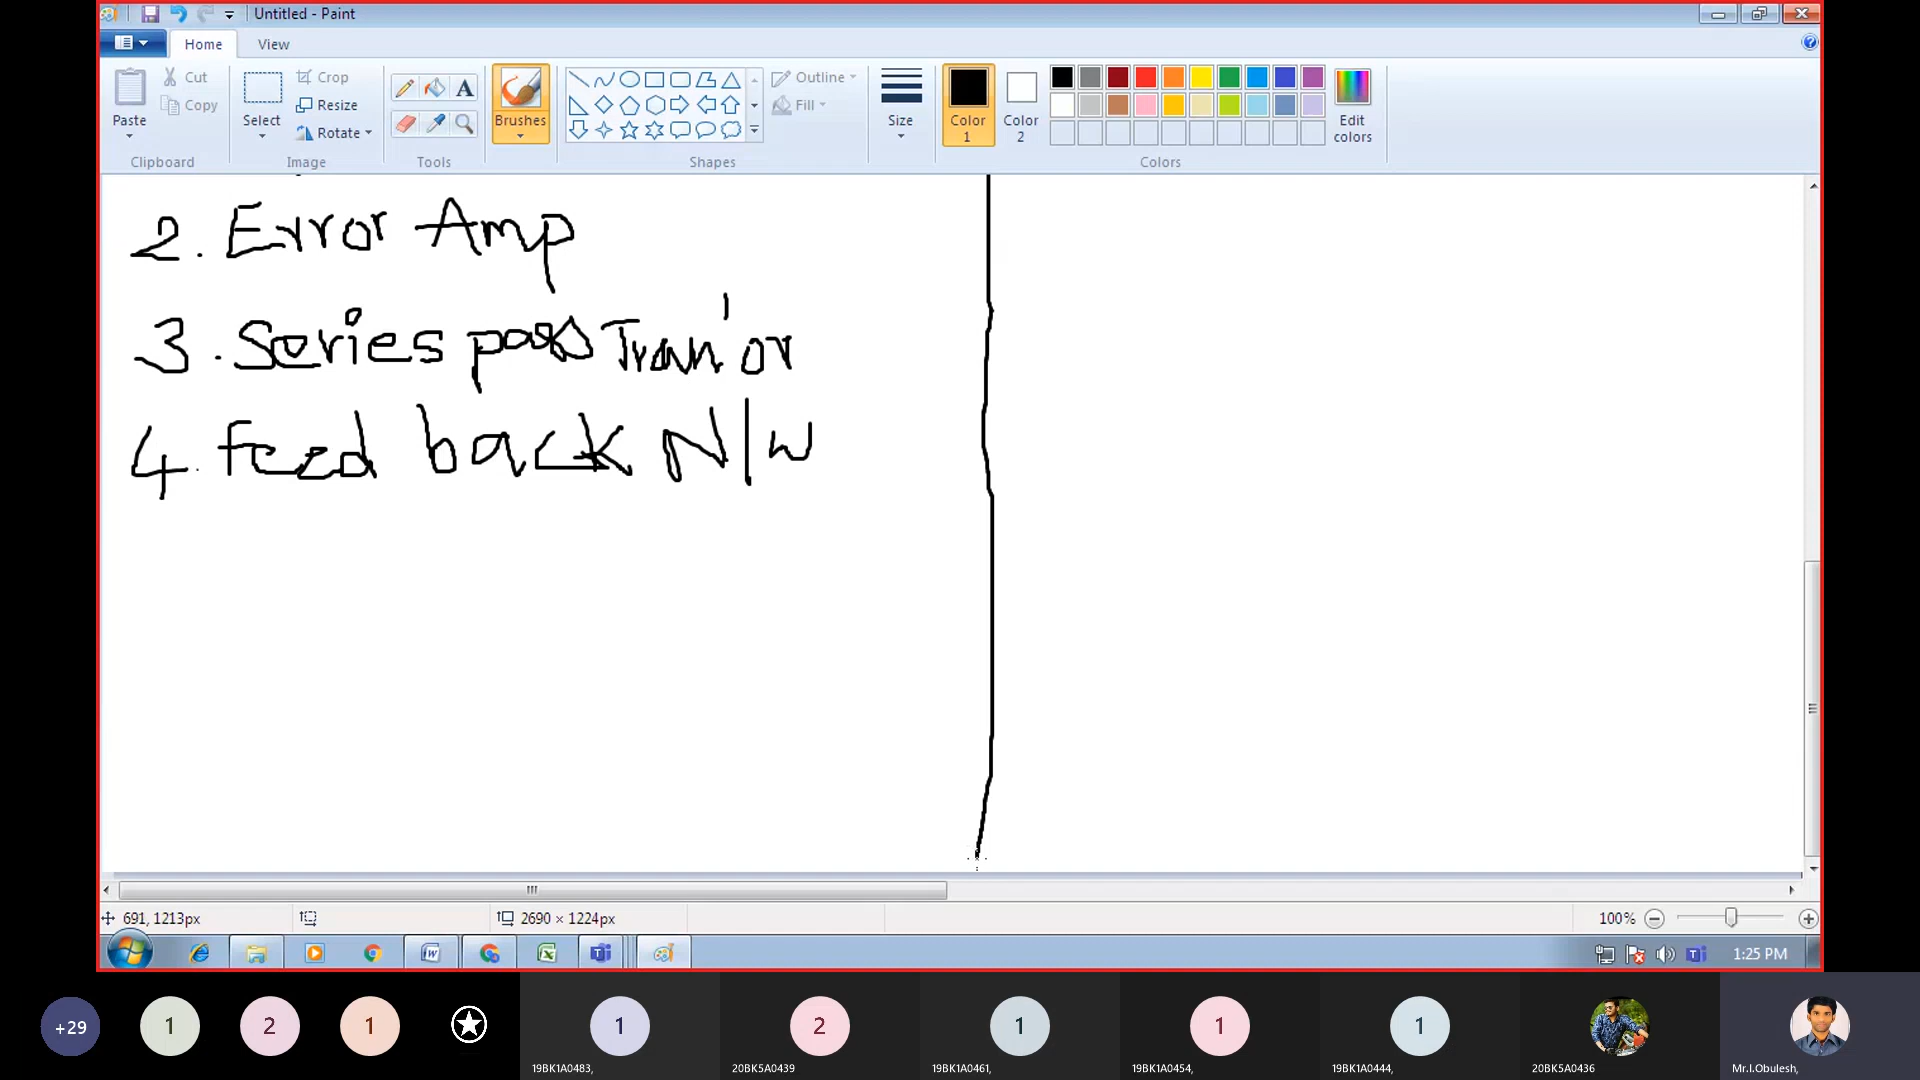 Untitled - Paint
Home
View
Paste
Cut
Copy
Clipboard
Select
Crop
Resize
Rotate
Image
Tools
Brushes
Shapes
Outline
Fill
Size
Color 1
Color 2
Edit colors
Colors
2. Error Amp
3. Series pass Tran'or
4. Feed back N/w
691, 1213px
2690 × 1224px
100%
1:25 PM
+29
1
2
1
1
2
1
1
1
19BK1A0483,
20BK5A0439
19BK1A0461,
19BK1A0454,
19BK1A0444,
20BK5A0436
Mr.I.Obulesh,